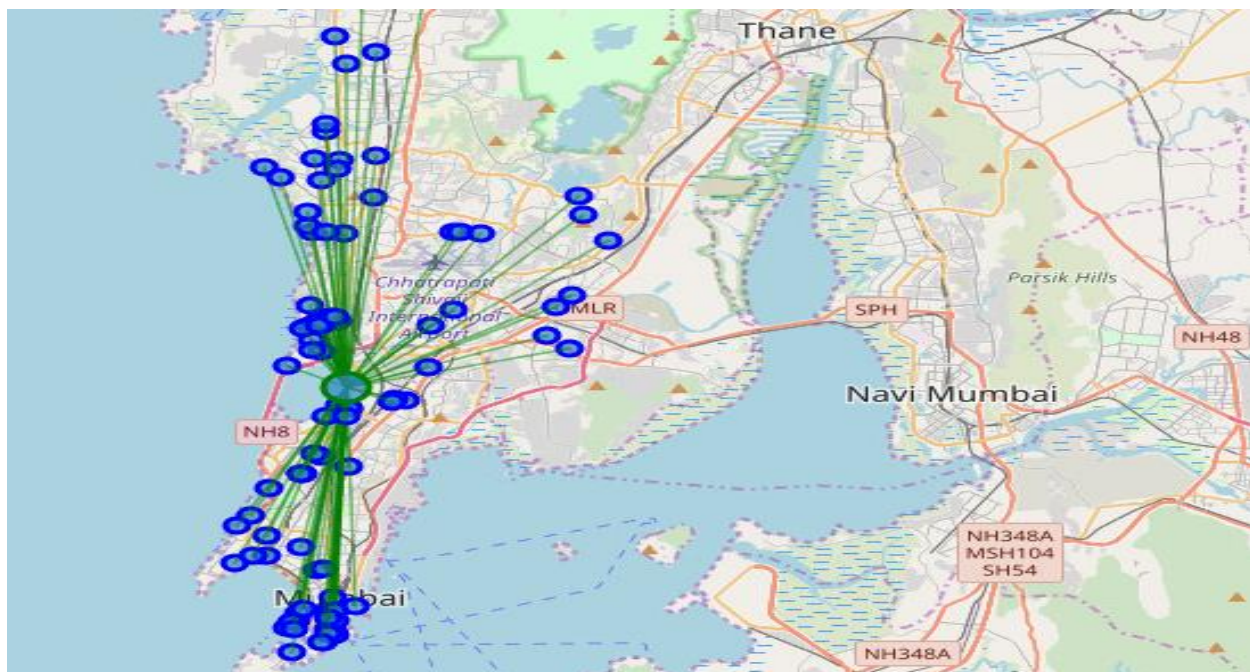 Thane
Chhatrapati
Shivaji
International
Airport
Parsik Hills
MLR
SPH
NH48
Navi Mumbai
NH8
NH348A
MSH104
SH54
Mumbai
NH348A